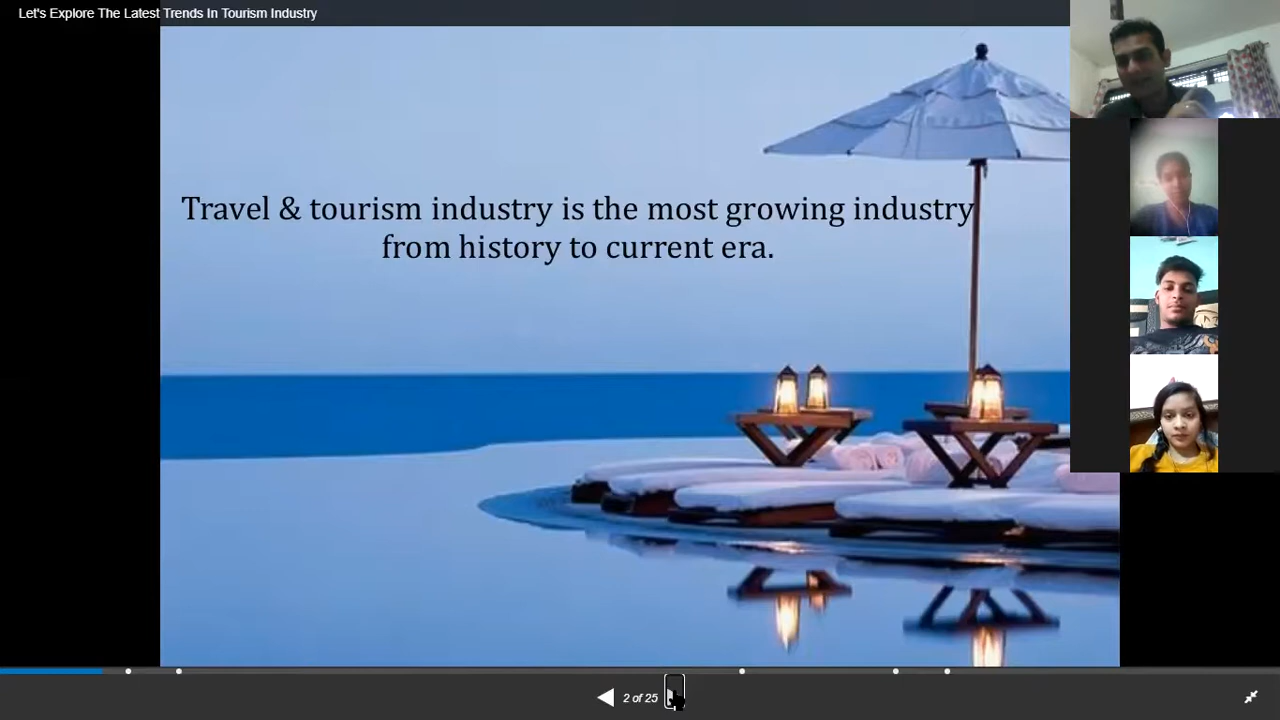 Let's Explore The Latest Trends In Tourism Industry
Travel & tourism industry is the most growing industry
from history to current era.
2 of 25